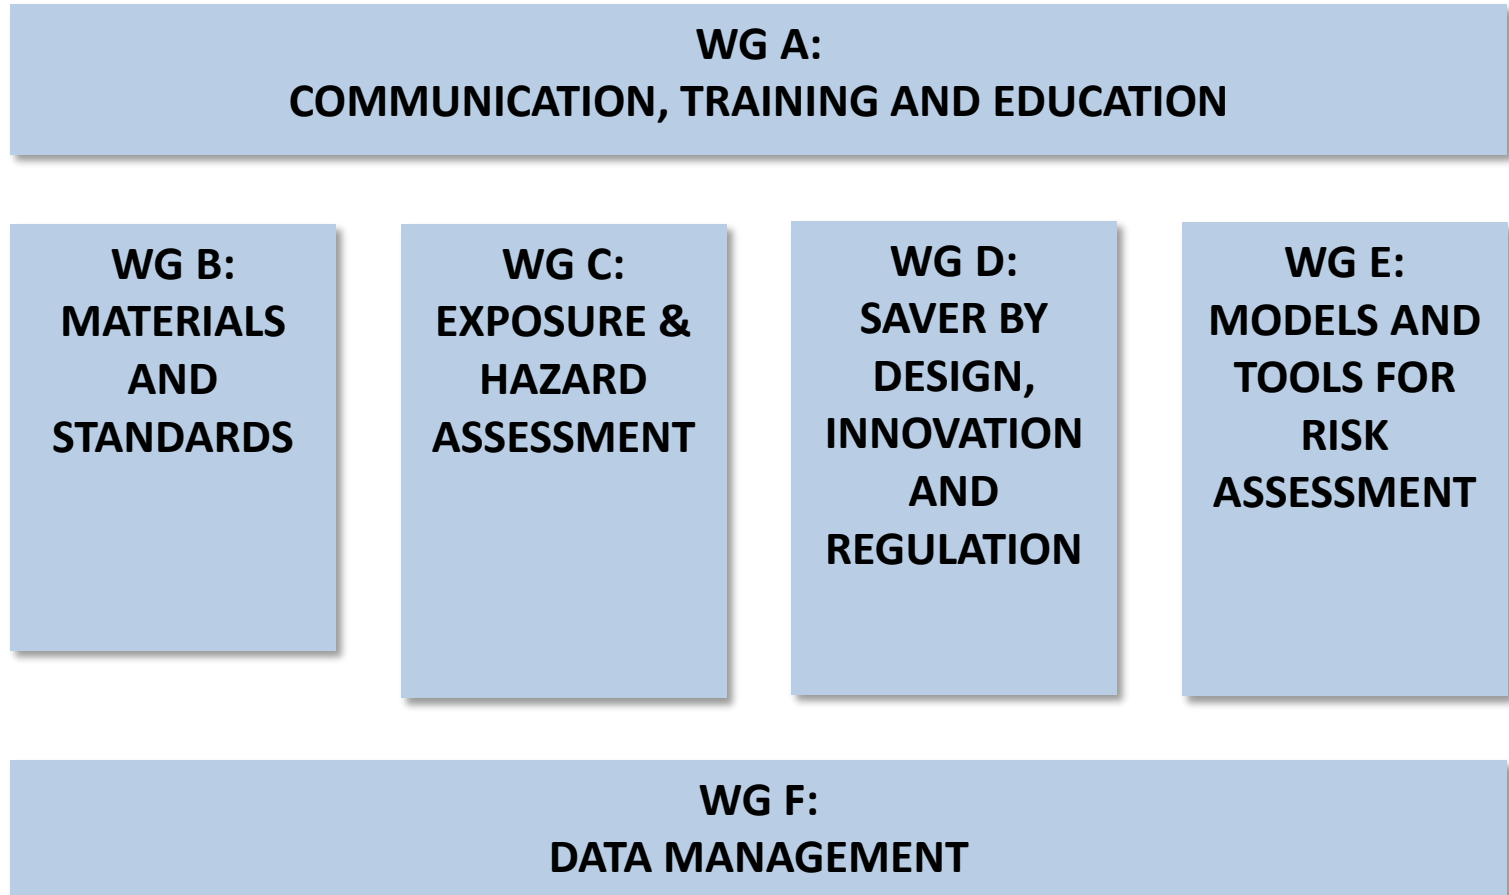 WG A:
COMMUNICATION, TRAINING AND EDUCATION
WG B:
MATERIALS
AND
STANDARDS
WG C:
EXPOSURE &
HAZARD
ASSESSMENT
WG D:
SAVER BY
DESIGN,
INNOVATION
AND
REGULATION
WG E:
MODELS AND
TOOLS FOR
RISK
ASSESSMENT
WG F:
DATA MANAGEMENT